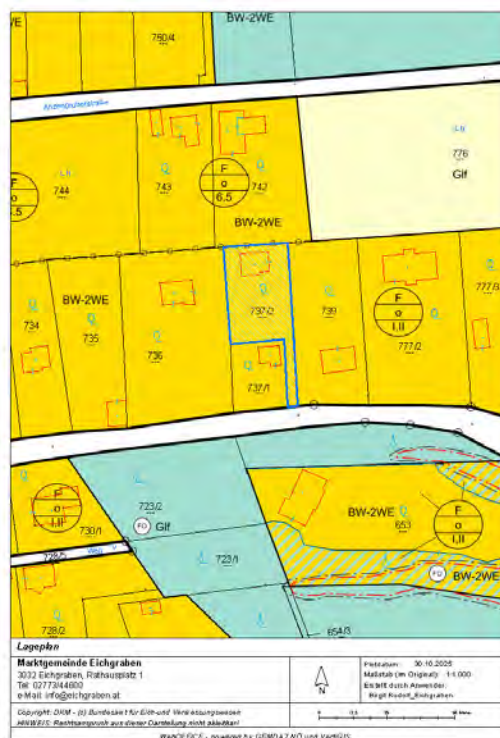 BW-2WE
750/4
776
Glf
744
743
742
F
o
6.5
BW-2WE
BW-2WE
734
735
736
737/2
739
F
o
I,II
777/2
737/1
723/2
Glf
F
o
I,II
730/1
BW-2WE
653
F
o
I,II
723/1
BW-2WE
728/2
654/3
Lageplan
Marktgemeinde Eichgraben
3032 Eichgraben, Rathausplatz 1
Tel: 02773/44600
e-Mail: info@eichgraben.at
N
Plotdatum: 30.10.2025
Maßstab (im Original): 1:1.000
Erstellt durch Anwender:
Birgit Rudolf_Eichgraben
Copyright: DKM - (c) Bundesamt für Eich-und Vermessungswesen
HINWEIS: Rechtsanspruch aus dieser Darstellung nicht ableitbar!